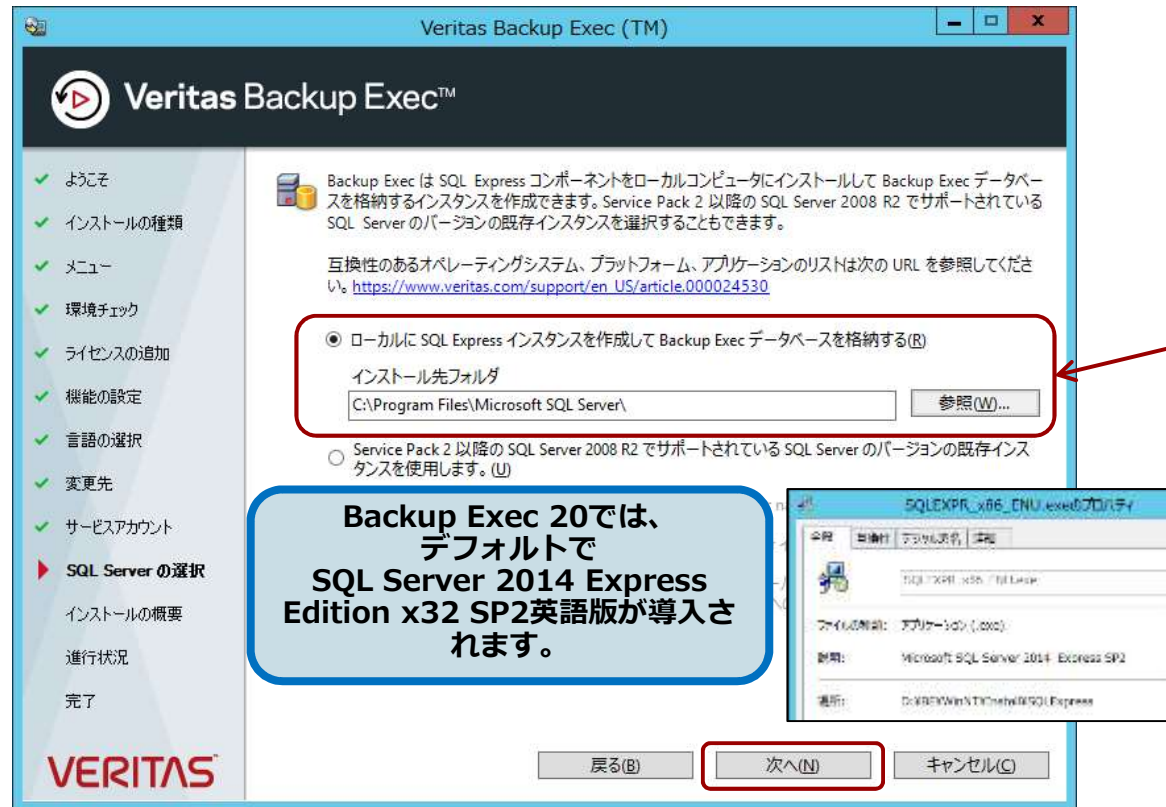 Veritas Backup Exec (TM)
Veritas Backup Exec™
ようこそ
インストールの種類
メニュー
環境チェック
ライセンスの追加
機能の設定
言語の選択
変更先
サービスアカウント
SQL Server の選択
インストールの概要
進行状況
完了
VERITAS
Backup Exec は SQL Express コンポーネントをローカルコンピュータにインストールして Backup Exec データベー
スを格納するインスタンスを作成できます。Service Pack 2 以降の SQL Server 2008 R2 でサポートされている
SQL Server のバージョンの既存インスタンスを選択することもできます。
互換性のあるオペレーティングシステム、プラットフォーム、アプリケーションのリストは次の URL を参照してくださ
い。https://www.veritas.com/support/en_US/article.000024530
ローカルに SQL Express インスタンスを作成して Backup Exec データベースを格納する(R)
インストール先フォルダ
C:\Program Files\Microsoft SQL Server\
参照(W)...
Service Pack 2 以降の SQL Server 2008 R2 でサポートされている SQL Server のバージョンの既存インス
タンスを使用します。(U)
Backup Exec 20では、
デフォルトで
SQL Server 2014 Express
Edition x32 SP2英語版が導入さ
れます。
SQLEXPR_x86_ENU.exeのプロパティ
全般 互換性 デジタル署名 詳細
SQLEXPR_x86_ENU.exe
ファイルの種類: アプリケーション (.exe)
説明: Microsoft SQL Server 2014 Express SP2
場所:
戻る(B)
次へ(N)
キャンセル(C)